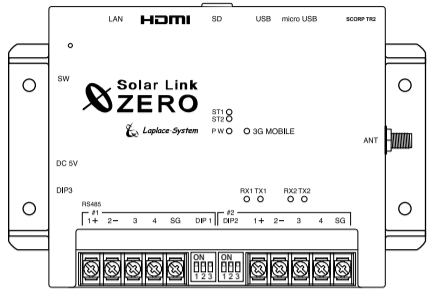 LAN HDMI SD USB micro USB SCORP TR2
SW
Solar Link
ZERO
ST1
ST2
Laplace System
PW 3G MOBILE
ANT
DC 5V
DIP3
RX1 TX1 RX2 TX2
RS485
#1 #2
1+ 2− 3 4 SG DIP 1 DIP2 1+ 2− 3 4 SG
ON ON
1 2 3 1 2 3